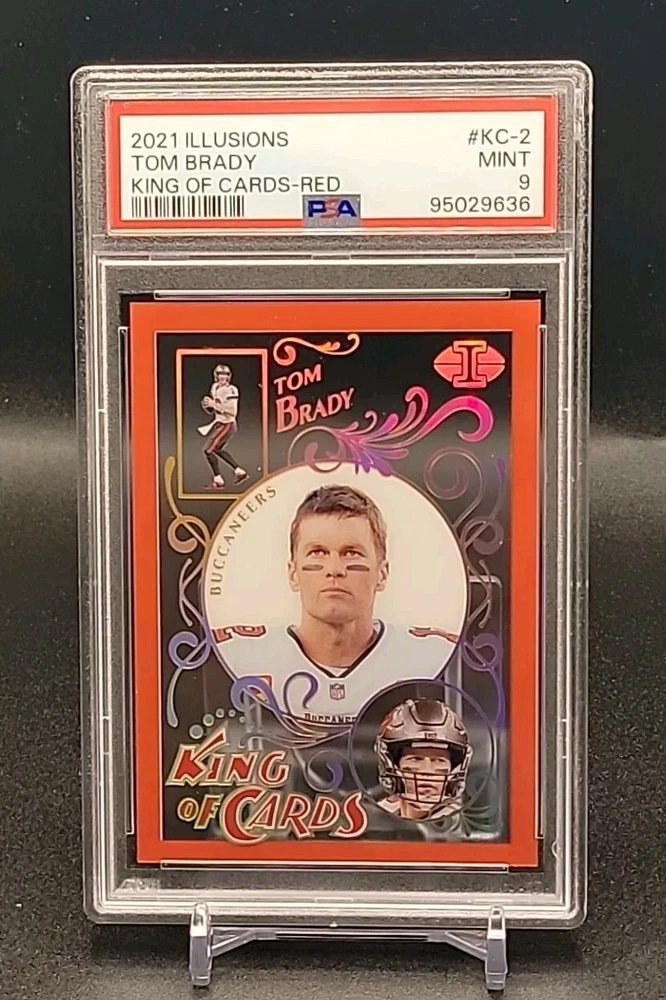 2021 ILLUSIONS #KC-2
TOM BRADY MINT
KING OF CARDS-RED 9
PSA 95029636
I
TOM
BRADY
BUCCANEERS
NFL
KING
OF CARDS